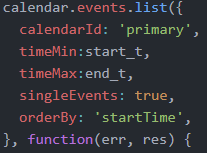 calendar.events.list({
calendarId: 'primary',
timeMin:start_t,
timeMax:end_t,
singleEvents: true,
orderBy: 'startTime',
}, function(err, res) {